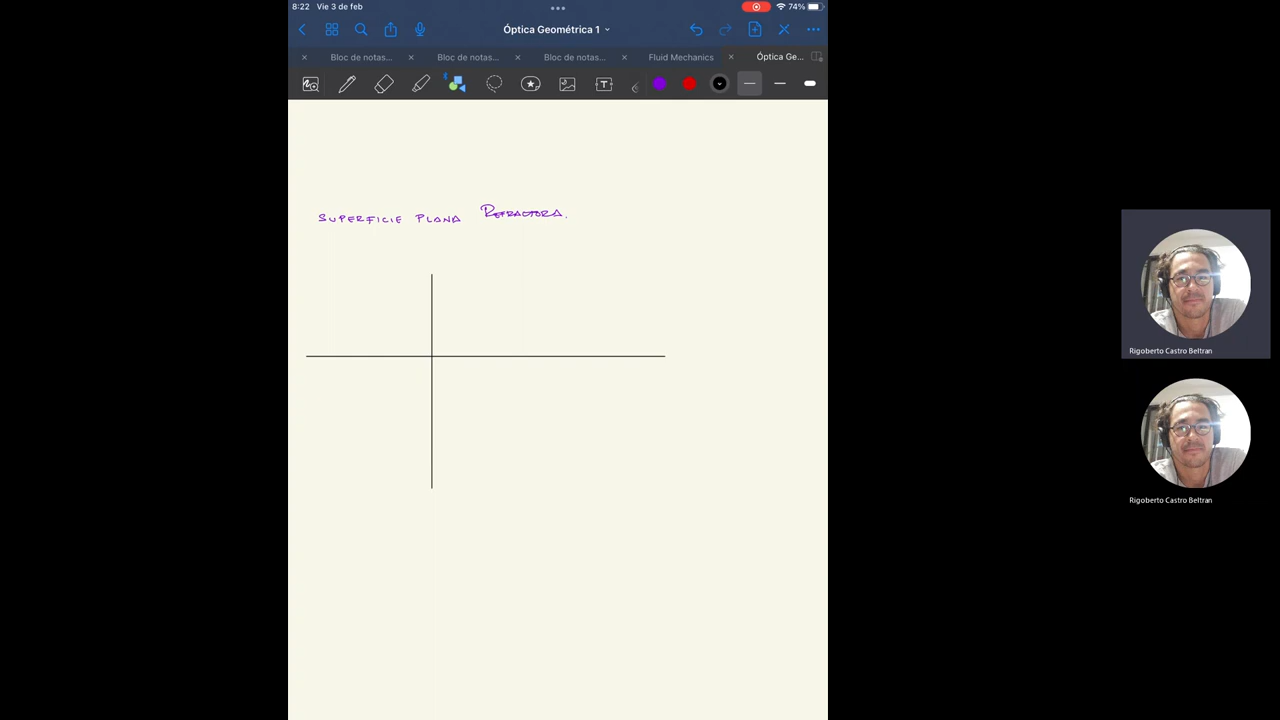 8:22 Vie 3 de feb
74%
Óptica Geométrica 1
Bloc de notas... Bloc de notas... Bloc de notas... Fluid Mechanics Óptica Ge...
SUPERFICIE PLANA REFRACTORA.
Rigoberto Castro Beltran
Rigoberto Castro Beltran